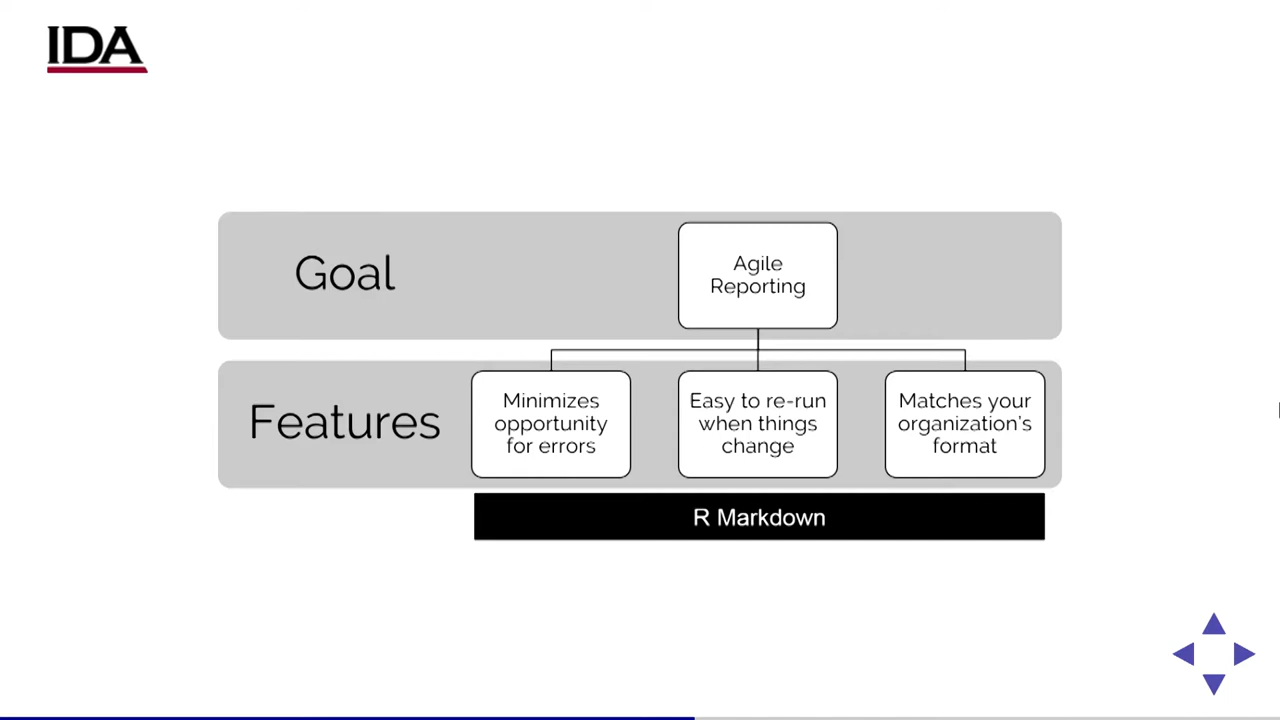 IDA
Goal
Agile
Reporting
Features
Minimizes
opportunity
for errors
Easy to re-run
when things
change
Matches your
organization's
format
R Markdown